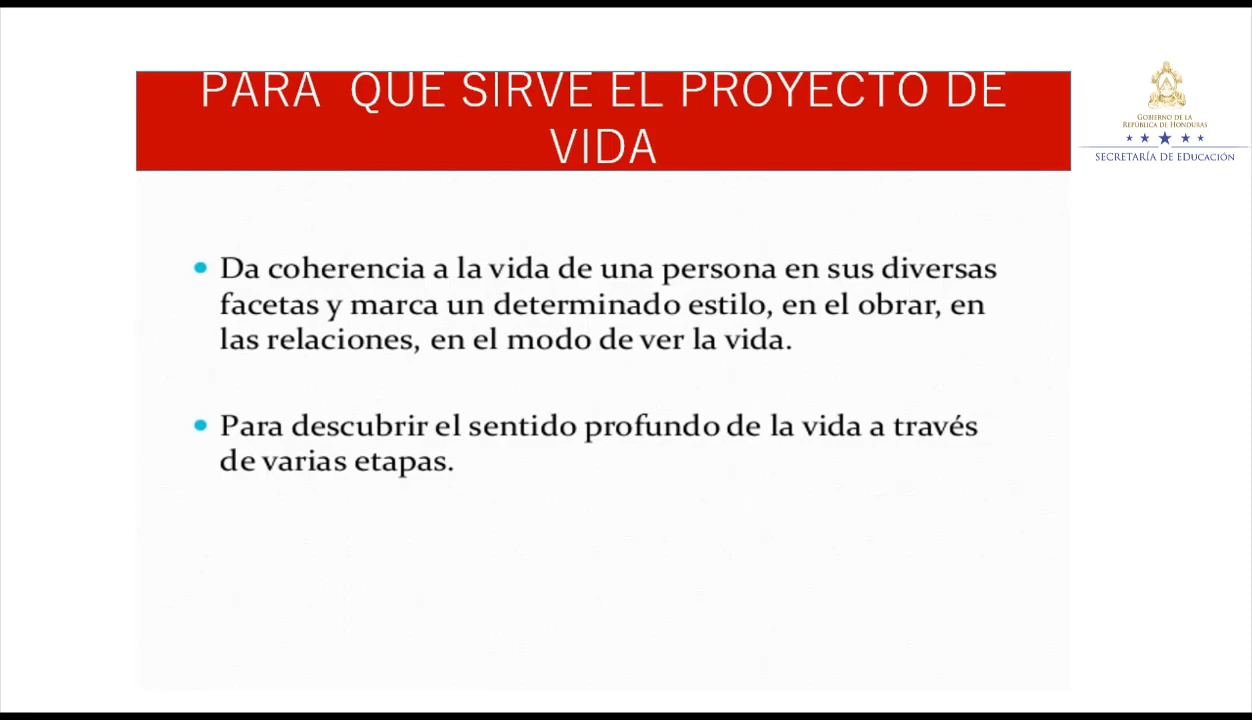 PARA QUE SIRVE EL PROYECTO DE
VIDA
GOBIERNO DE LA
REPÚBLICA DE HONDURAS
SECRETARÍA DE EDUCACIÓN
• Da coherencia a la vida de una persona en sus diversas
facetas y marca un determinado estilo, en el obrar, en
las relaciones, en el modo de ver la vida.
• Para descubrir el sentido profundo de la vida a través
de varias etapas.